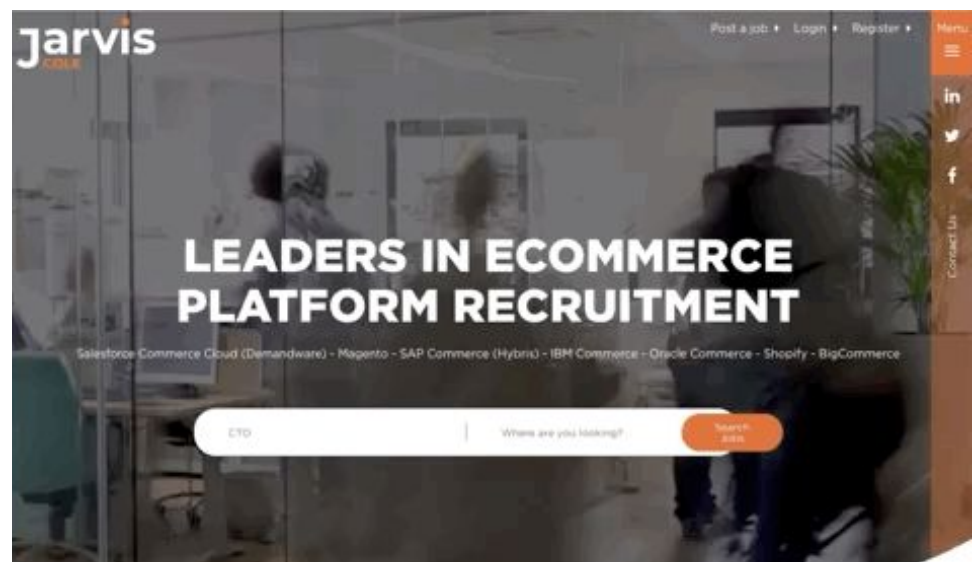 Jarvis
COLE
Post a job
Login
Register
Menu
in
f
Contact Us
LEADERS IN ECOMMERCE
PLATFORM RECRUITMENT
Salesforce Commerce Cloud (Demandware) - Magento - SAP Commerce (Hybris) - IBM Commerce - Oracle Commerce - Shopify - BigCommerce
CTO
Where are you looking?
Search
Jobs